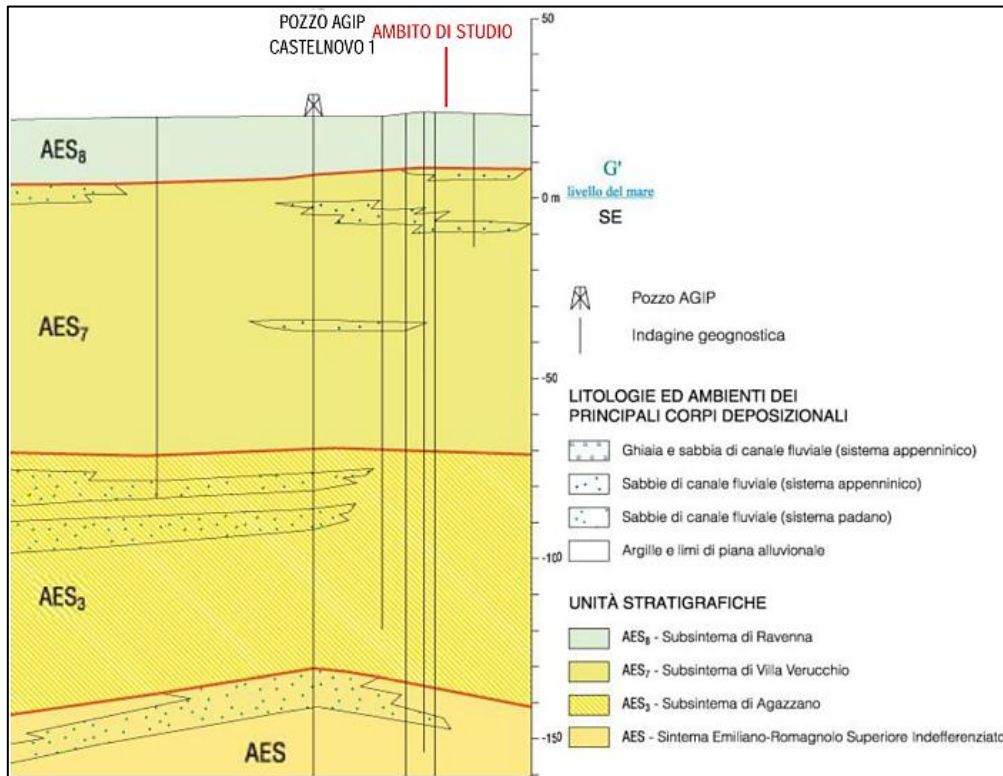 POZZO AGIP
CASTELNOVO 1
AMBITO DI STUDIO
50
AES8
G'
livello del mare
0 m
SE
AES7
-50
AES3
-100
AES
-150
Pozzo AGIP
Indagine geognostica
LITOLOGIE ED AMBIENTI DEI
PRINCIPALI CORPI DEPOSIZIONALI
Ghiaia e sabbia di canale fluviale (sistema appenninico)
Sabbie di canale fluviale (sistema appenninico)
Sabbie di canale fluviale (sistema padano)
Argille e limi di piana alluvionale
UNITÀ STRATIGRAFICHE
AES8 - Subsintema di Ravenna
AES7 - Subsintema di Villa Verucchio
AES3 - Subsintema di Agazzano
AES - Sintema Emiliano-Romagnolo Superiore Indefferenziato